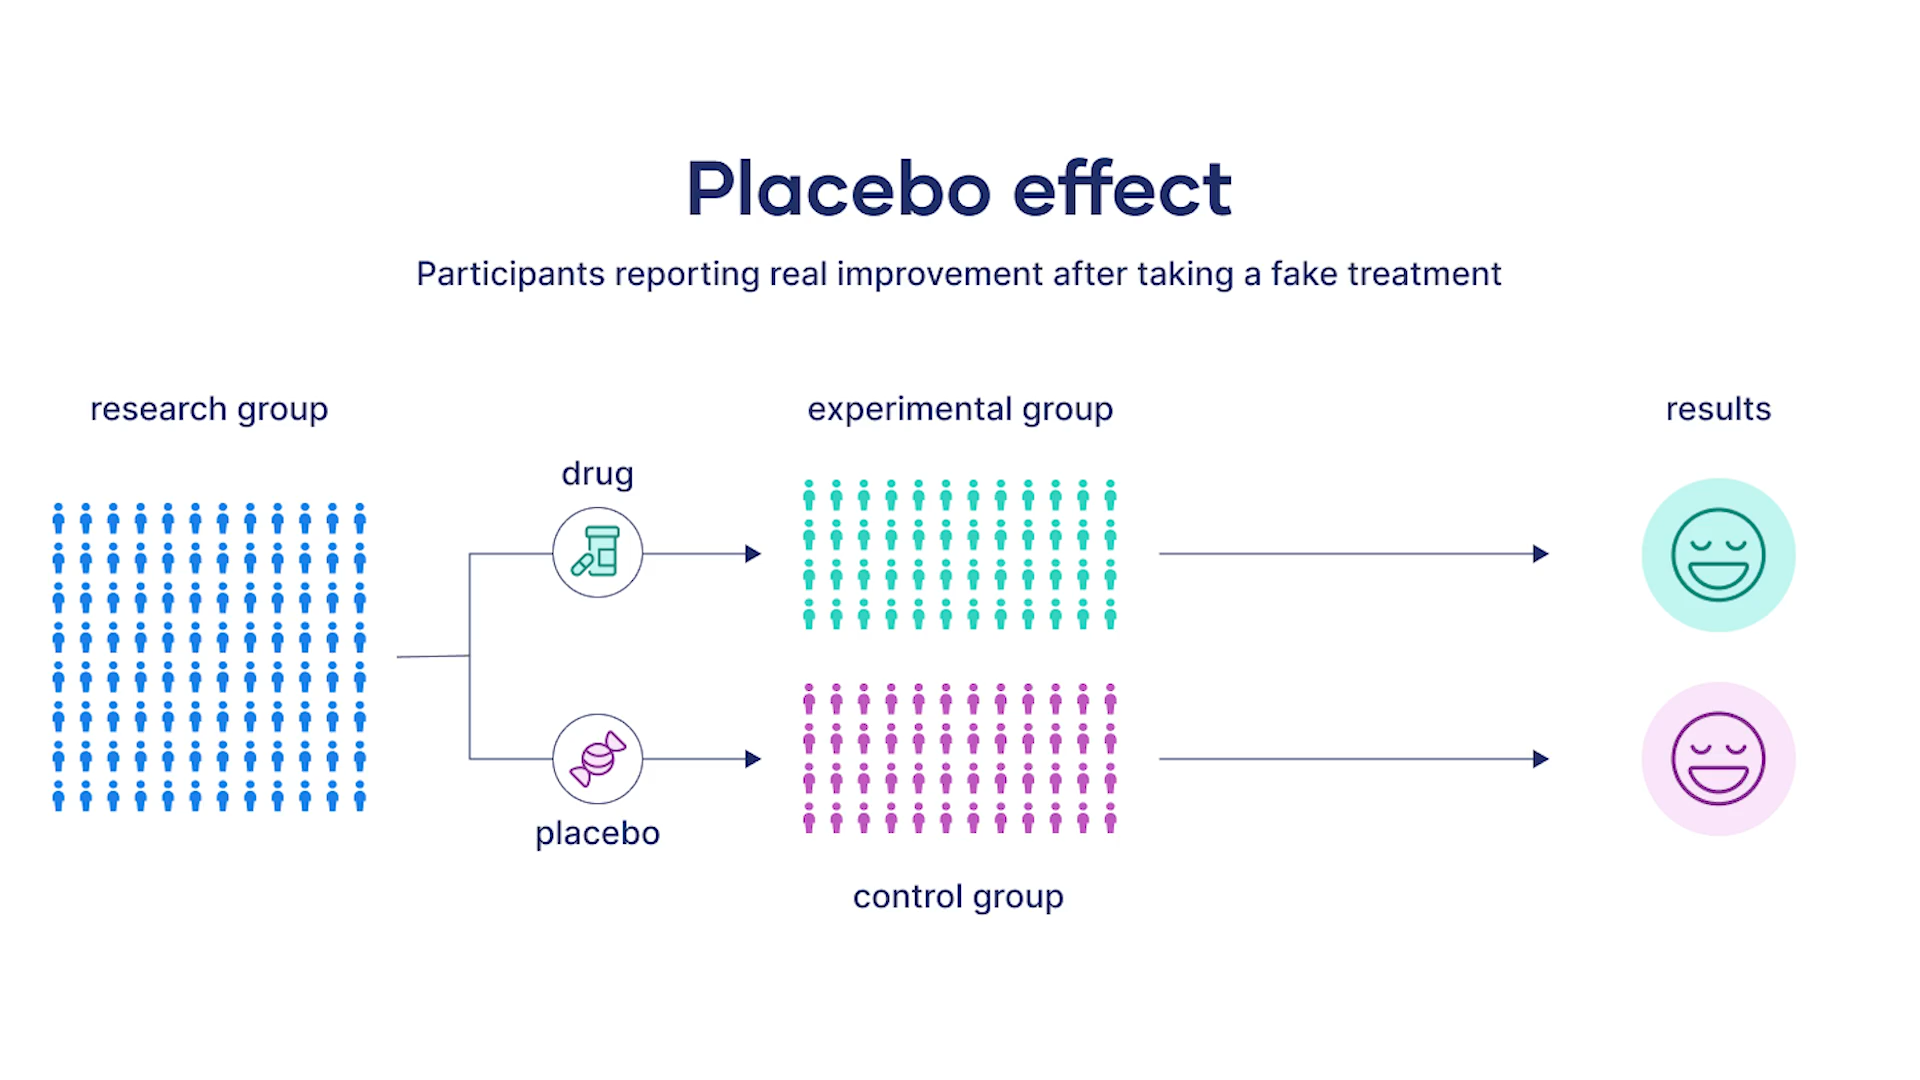 Placebo effect
Participants reporting real improvement after taking a fake treatment
research group
experimental group
results
drug
placebo
control group